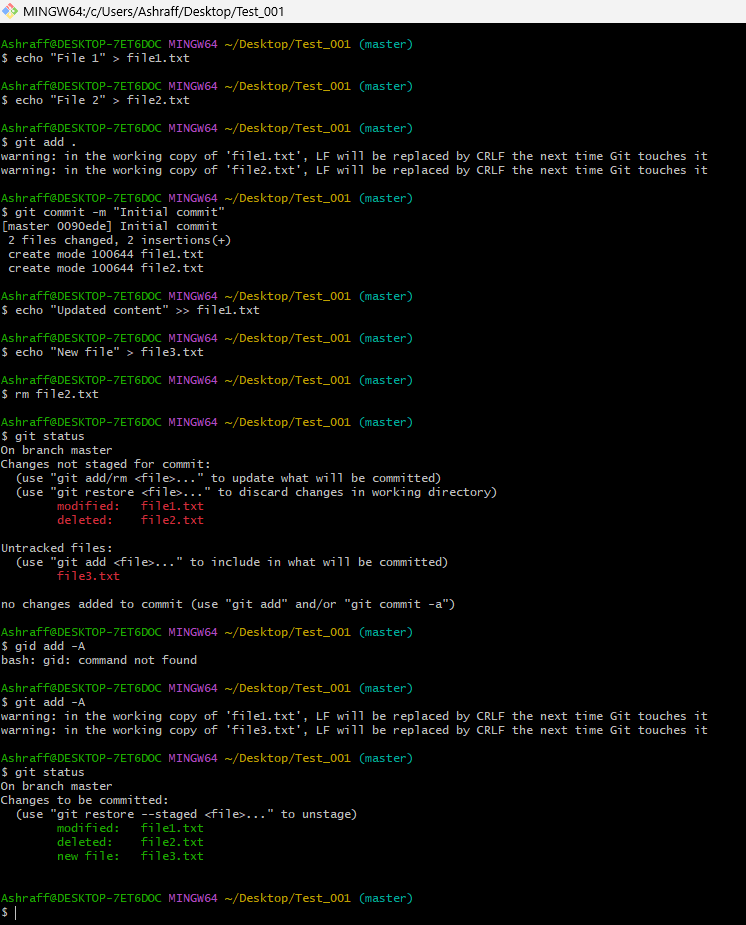 MINGW64:/c/Users/Ashraff/Desktop/Test_001
Ashraff@DESKTOP-7ET6DOC MINGW64 ~/Desktop/Test_001 (master)
$ echo "File 1" > file1.txt
Ashraff@DESKTOP-7ET6DOC MINGW64 ~/Desktop/Test_001 (master)
$ echo "File 2" > file2.txt
Ashraff@DESKTOP-7ET6DOC MINGW64 ~/Desktop/Test_001 (master)
$ git add .
warning: in the working copy of 'file1.txt', LF will be replaced by CRLF the next time Git touches it
warning: in the working copy of 'file2.txt', LF will be replaced by CRLF the next time Git touches it
Ashraff@DESKTOP-7ET6DOC MINGW64 ~/Desktop/Test_001 (master)
$ git commit -m "Initial commit"
[master 0090ede] Initial commit
 2 files changed, 2 insertions(+)
 create mode 100644 file1.txt
 create mode 100644 file2.txt
Ashraff@DESKTOP-7ET6DOC MINGW64 ~/Desktop/Test_001 (master)
$ echo "Updated content" >> file1.txt
Ashraff@DESKTOP-7ET6DOC MINGW64 ~/Desktop/Test_001 (master)
$ echo "New file" > file3.txt
Ashraff@DESKTOP-7ET6DOC MINGW64 ~/Desktop/Test_001 (master)
$ rm file2.txt
Ashraff@DESKTOP-7ET6DOC MINGW64 ~/Desktop/Test_001 (master)
$ git status
On branch master
Changes not staged for commit:
  (use "git add/rm <file>..." to update what will be committed)
  (use "git restore <file>..." to discard changes in working directory)
        modified:   file1.txt
        deleted:    file2.txt
Untracked files:
  (use "git add <file>..." to include in what will be committed)
        file3.txt
no changes added to commit (use "git add" and/or "git commit -a")
Ashraff@DESKTOP-7ET6DOC MINGW64 ~/Desktop/Test_001 (master)
$ gid add -A
bash: gid: command not found
Ashraff@DESKTOP-7ET6DOC MINGW64 ~/Desktop/Test_001 (master)
$ git add -A
warning: in the working copy of 'file1.txt', LF will be replaced by CRLF the next time Git touches it
warning: in the working copy of 'file3.txt', LF will be replaced by CRLF the next time Git touches it
Ashraff@DESKTOP-7ET6DOC MINGW64 ~/Desktop/Test_001 (master)
$ git status
On branch master
Changes to be committed:
  (use "git restore --staged <file>..." to unstage)
        modified:   file1.txt
        deleted:    file2.txt
        new file:   file3.txt
Ashraff@DESKTOP-7ET6DOC MINGW64 ~/Desktop/Test_001 (master)
$